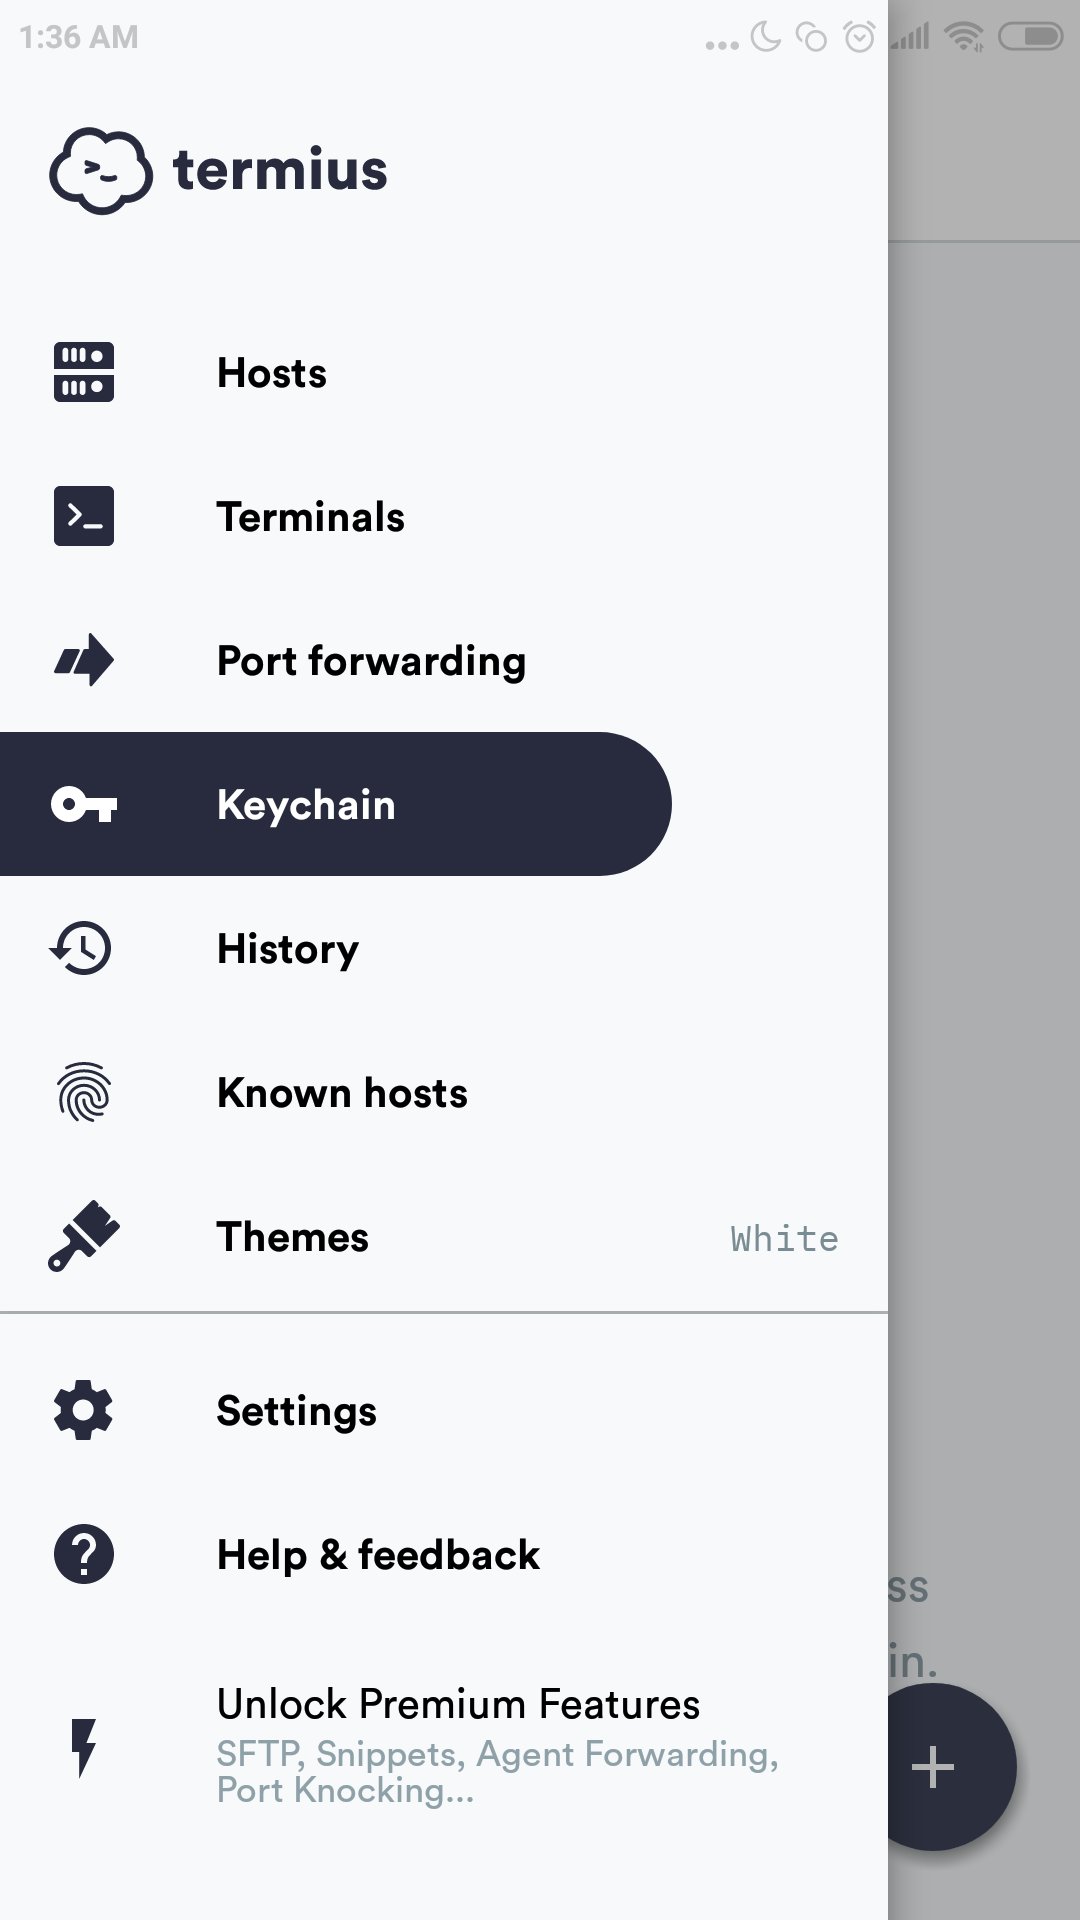 1:36 AM
termius
Hosts
Terminals
Port forwarding
Keychain
History
Known hosts
Themes
White
Settings
Help & feedback
ss
in.
Unlock Premium Features
SFTP, Snippets, Agent Forwarding,
Port Knocking...